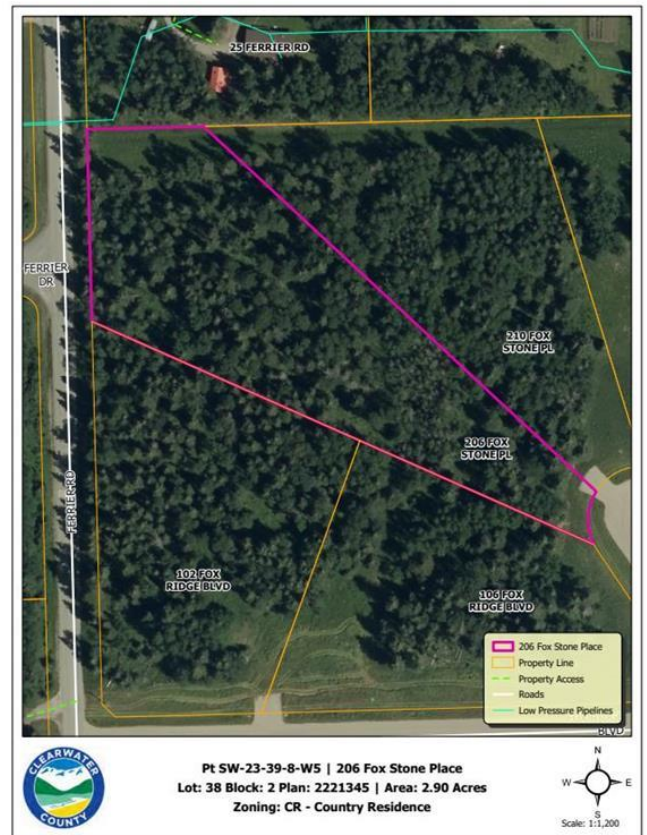 25 FERRIER RD
FERRIER
DR
210 FOX
STONE PL
206 FOX
STONE PL
FERRIER RD
102 FOX
RIDGE BLVD
106 FOX
RIDGE BLVD
206 Fox Stone Place
Property Line
Property Access
Roads
Low Pressure Pipelines
BLVD
CLEARWATER
COUNTY
Pt SW-23-39-8-W5 | 206 Fox Stone Place
Lot: 38 Block: 2 Plan: 2221345 | Area: 2.90 Acres
Zoning: CR - Country Residence
N
W E
S
Scale: 1:1,200